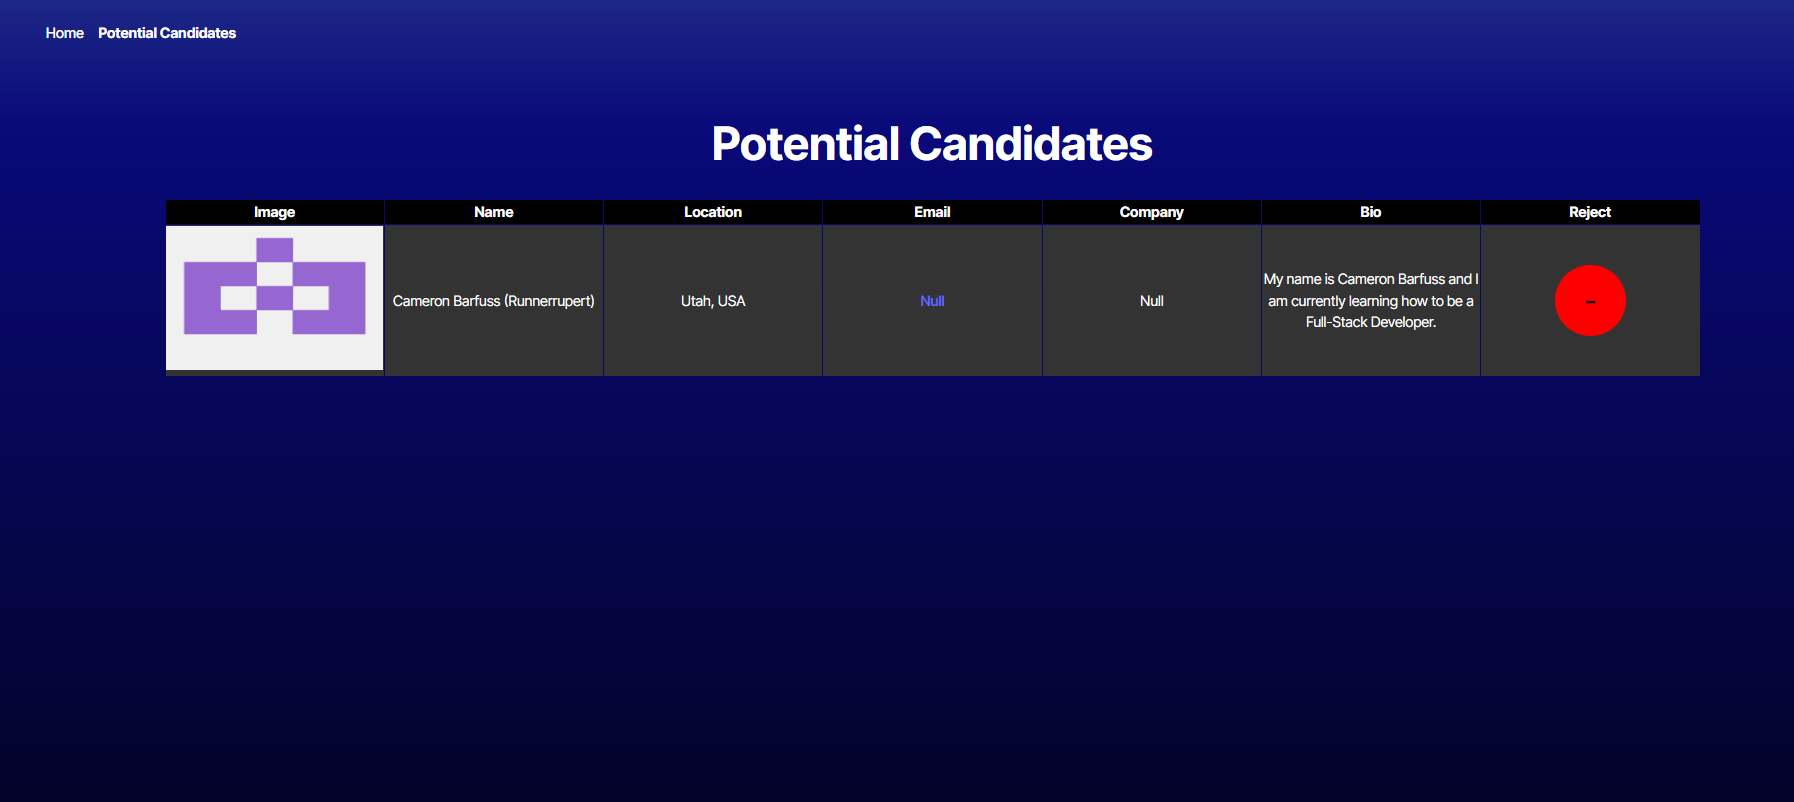 Home Potential Candidates
Potential Candidates
Image Name Location Email Company Bio Reject
Cameron Barfuss (Runnerrupert) Utah, USA Null Null My name is Cameron Barfuss and I
am currently learning how to be a
Full-Stack Developer.
–